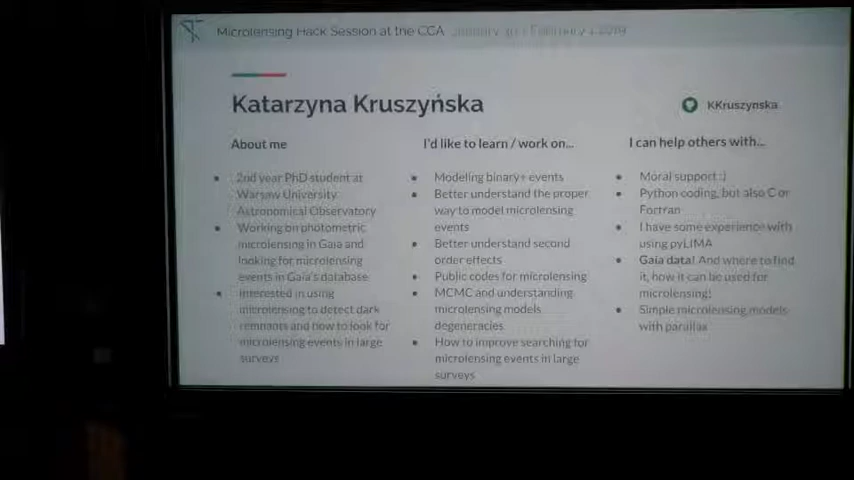 Microlensing Hack Session at the CCA January 31 - February 1 2019
Katarzyna Kruszyńska
KKruszynska
About me
2nd year PhD student at
Warsaw University
Astronomical Observatory
Working on photometric
microlensing in Gaia and
looking for microlensing
events in Gaia's database
Interested in using
microlensing to detect dark
remnants and how to look for
microlensing events in large
surveys
I'd like to learn / work on...
Modeling binary+ events
Better understand the proper
way to model microlensing
events
Better understand second
order effects
Public codes for microlensing
MCMC and understanding
microlensing models
degeneracies
How to improve searching for
microlensing events in large
surveys
I can help others with...
Moral support :)
Python coding, but also C or
Fortran
I have some experience with
using pyLIMA
Gaia data! And where to find
it, how it can be used for
microlensing!
Simple microlensing models
with parallax